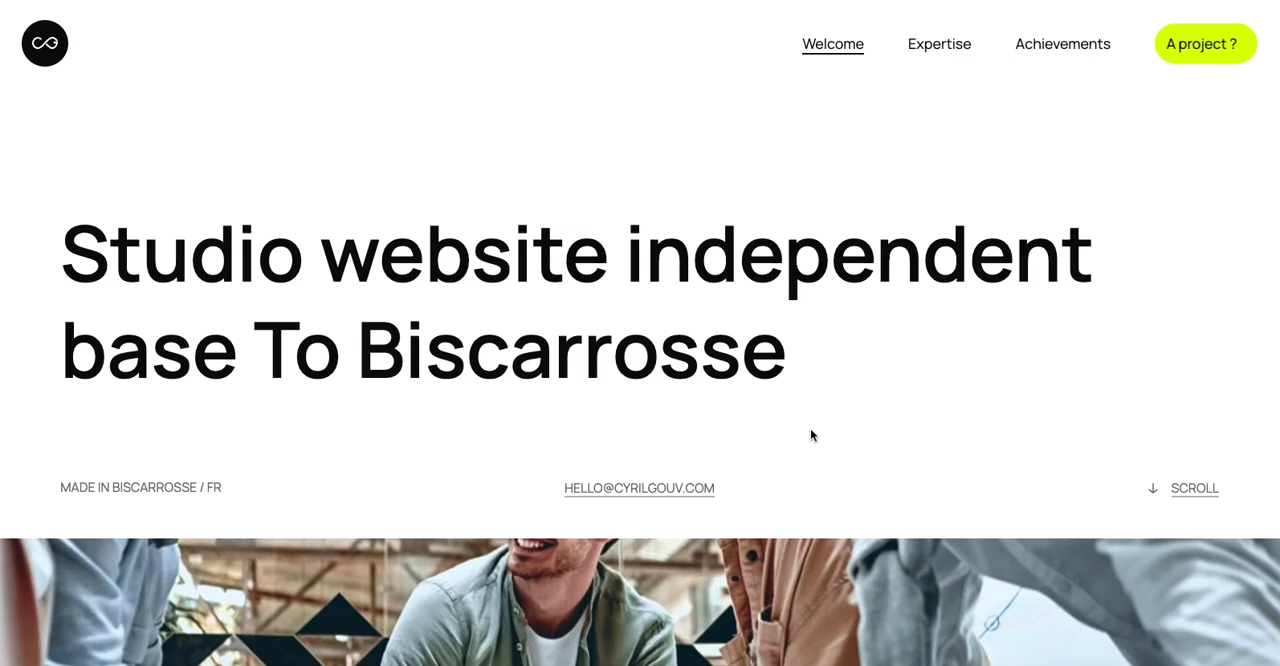 Welcome
Expertise
Achievements
A project ?
Studio website independent
base To Biscarrosse
MADE IN BISCARROSSE / FR
HELLO@CYRILGOUV.COM
↓ SCROLL